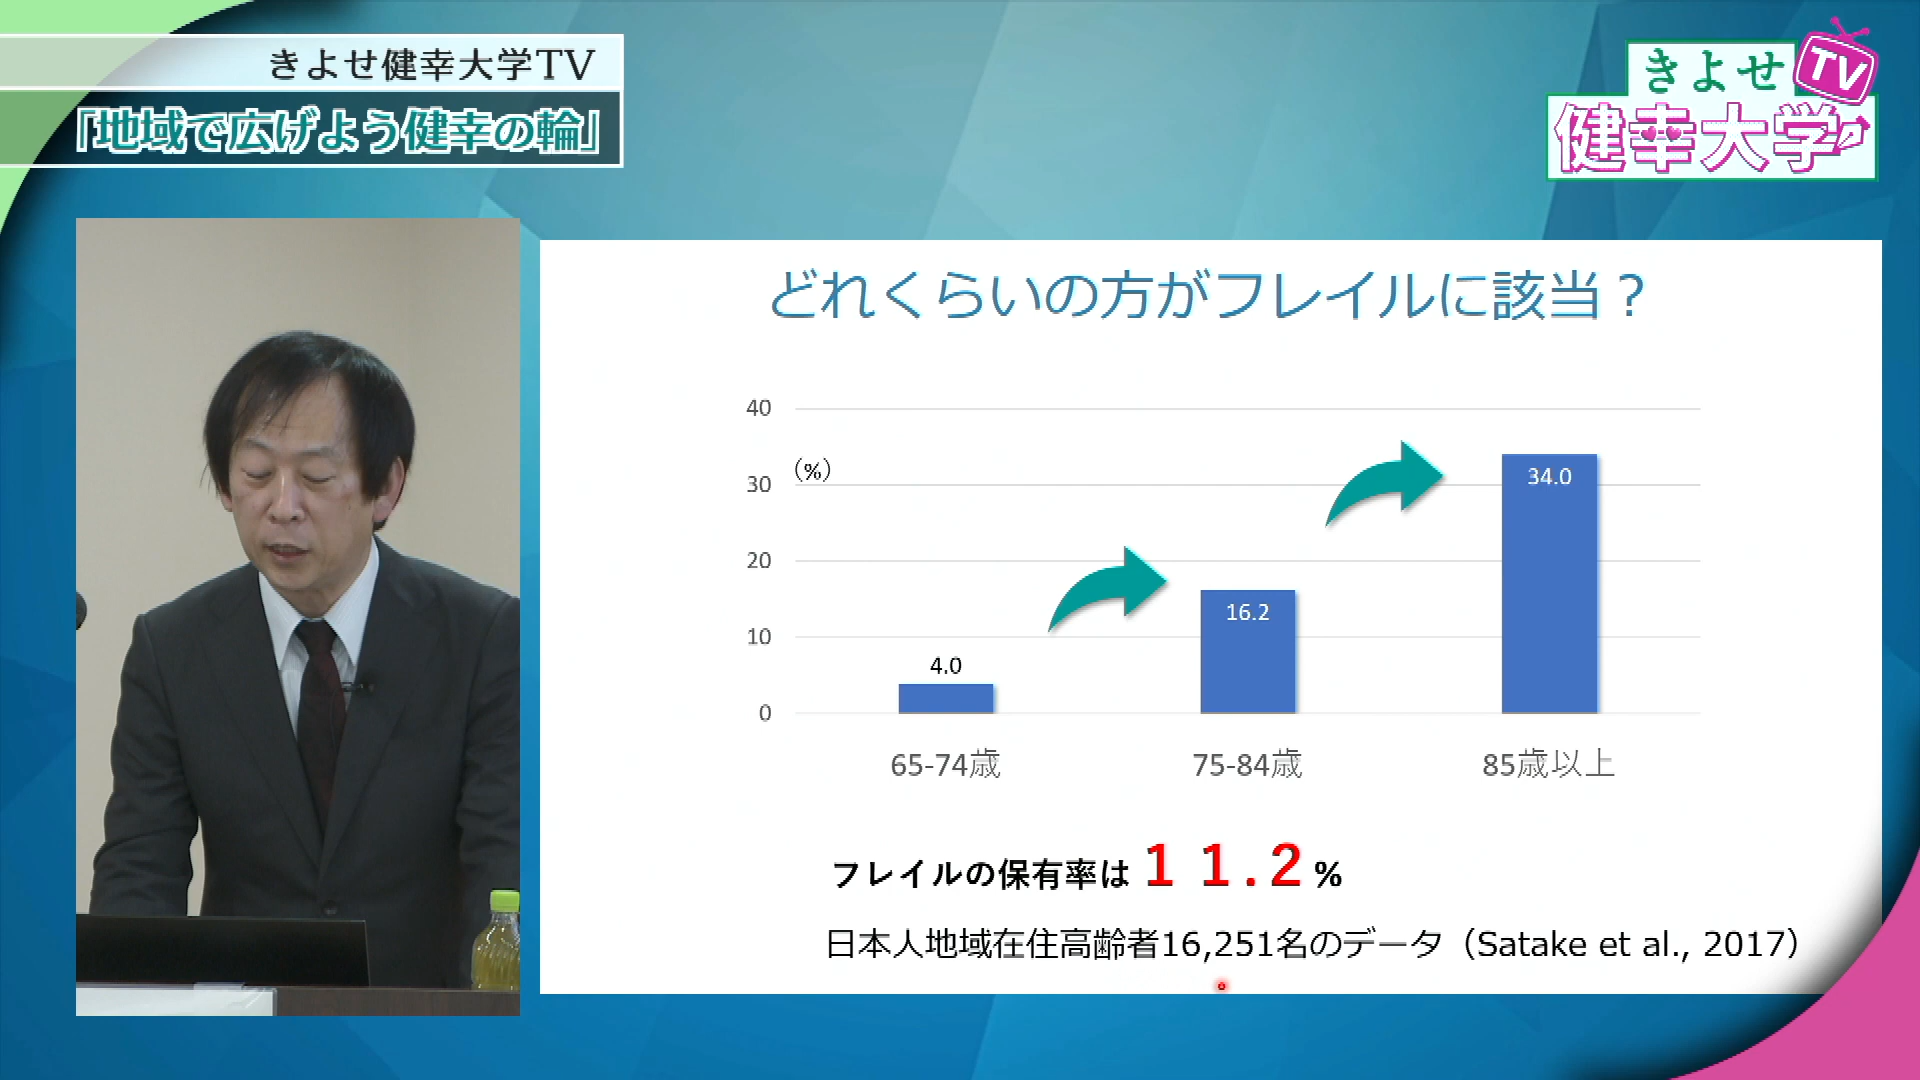 きよせ健幸大学TV
「地域で広げよう健幸の輪」
きよせ TV
健幸大学
どれくらいの方がフレイルに該当？
40
(%)
30
20
10
0
4.0
16.2
34.0
65-74歳
75-84歳
85歳以上
フレイルの保有率は １１.２ %
日本人地域在住高齢者16,251名のデータ（Satake et al., 2017）